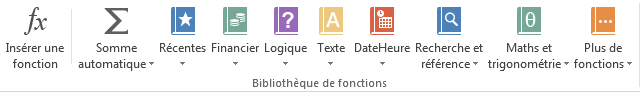 fx
Σ
?
A
θ
Insérer une
fonction
Somme
automatique
Récentes
Financier
Logique
Texte
DateHeure
Recherche et
référence
Maths et
trigonométrie
Plus de
fonctions
Bibliothèque de fonctions